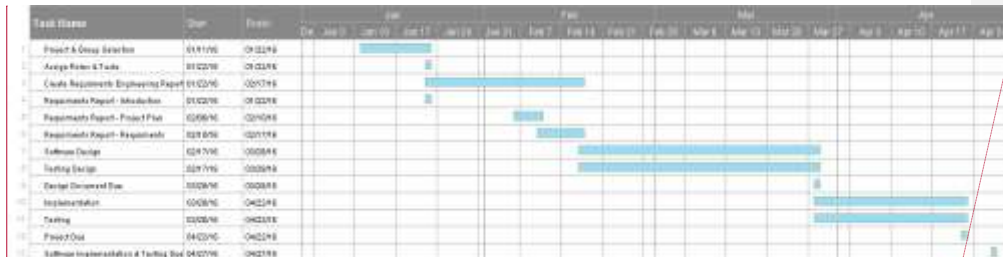 Jan Feb Mar Apr
Task Name Start Finish
Jan 3 Jan 10 Jan 17 Jan 24 Jan 31 Feb 7 Feb 14 Feb 21 Feb 28 Mar 6 Mar 13 Mar 20 Mar 27 Apr 3 Apr 10 Apr 17
1 Project & Group Selection 01/11/16 01/22/16
2 Assign Roles & Tasks 01/22/16 01/22/16
3 Create Requirements Engineering Report 01/22/16 02/17/16
4 Requirements Report - Introduction 01/22/16 01/22/16
5 Requirements Report - Project Plan 02/10/16
6 Requirements Report - Requirements 02/17/16
7 Software Design 02/17/16 03/28/16
8 Testing Design 02/17/16 03/28/16
9 Design Document Due 03/28/16 03/28/16
10 Implementation 03/28/16 04/22/16
11 Testing 03/28/16 04/22/16
12 Project Due 04/22/16 04/22/16
13 Software Implementation & Testing Due 04/27/16 04/27/16